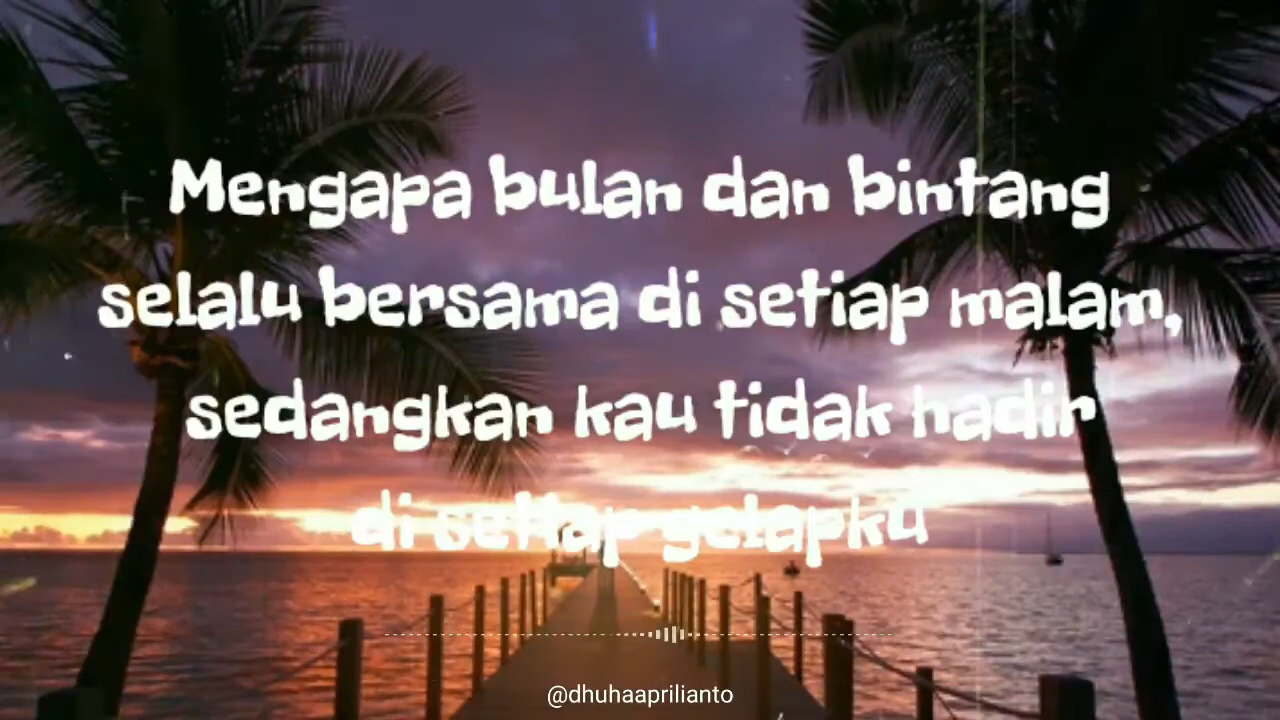 Mengapa bulan dan bintang
selalu bersama di setiap malam,
sedangkan kau tidak hadir
di setiap gelapku
@dhuhaaprilianto